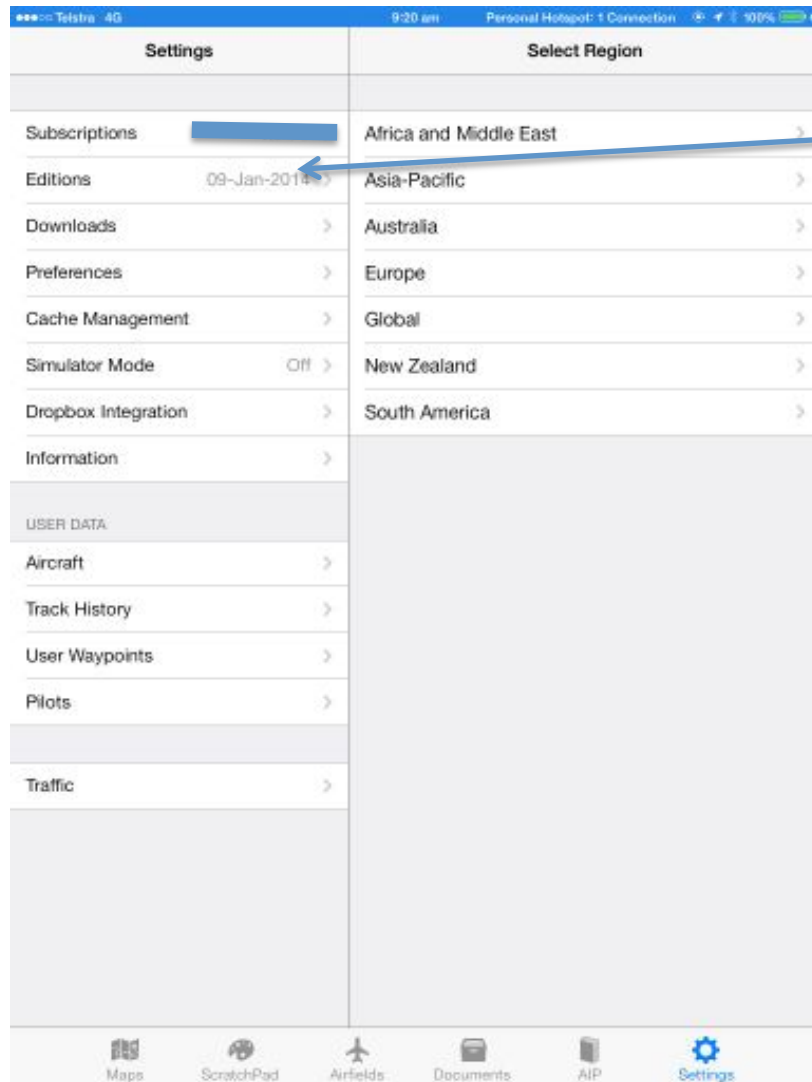 Telstra 4G 9:20 am Personal Hotspot: 1 Connection 100%
Settings
Select Region
Subscriptions
Editions 09-Jan-2014
Downloads
Preferences
Cache Management
Simulator Mode Off
Dropbox Integration
Information
USER DATA
Aircraft
Track History
User Waypoints
Pilots
Traffic
Africa and Middle East
Asia-Pacific
Australia
Europe
Global
New Zealand
South America
Maps
ScratchPad
Airfields
Documents
AIP
Settings